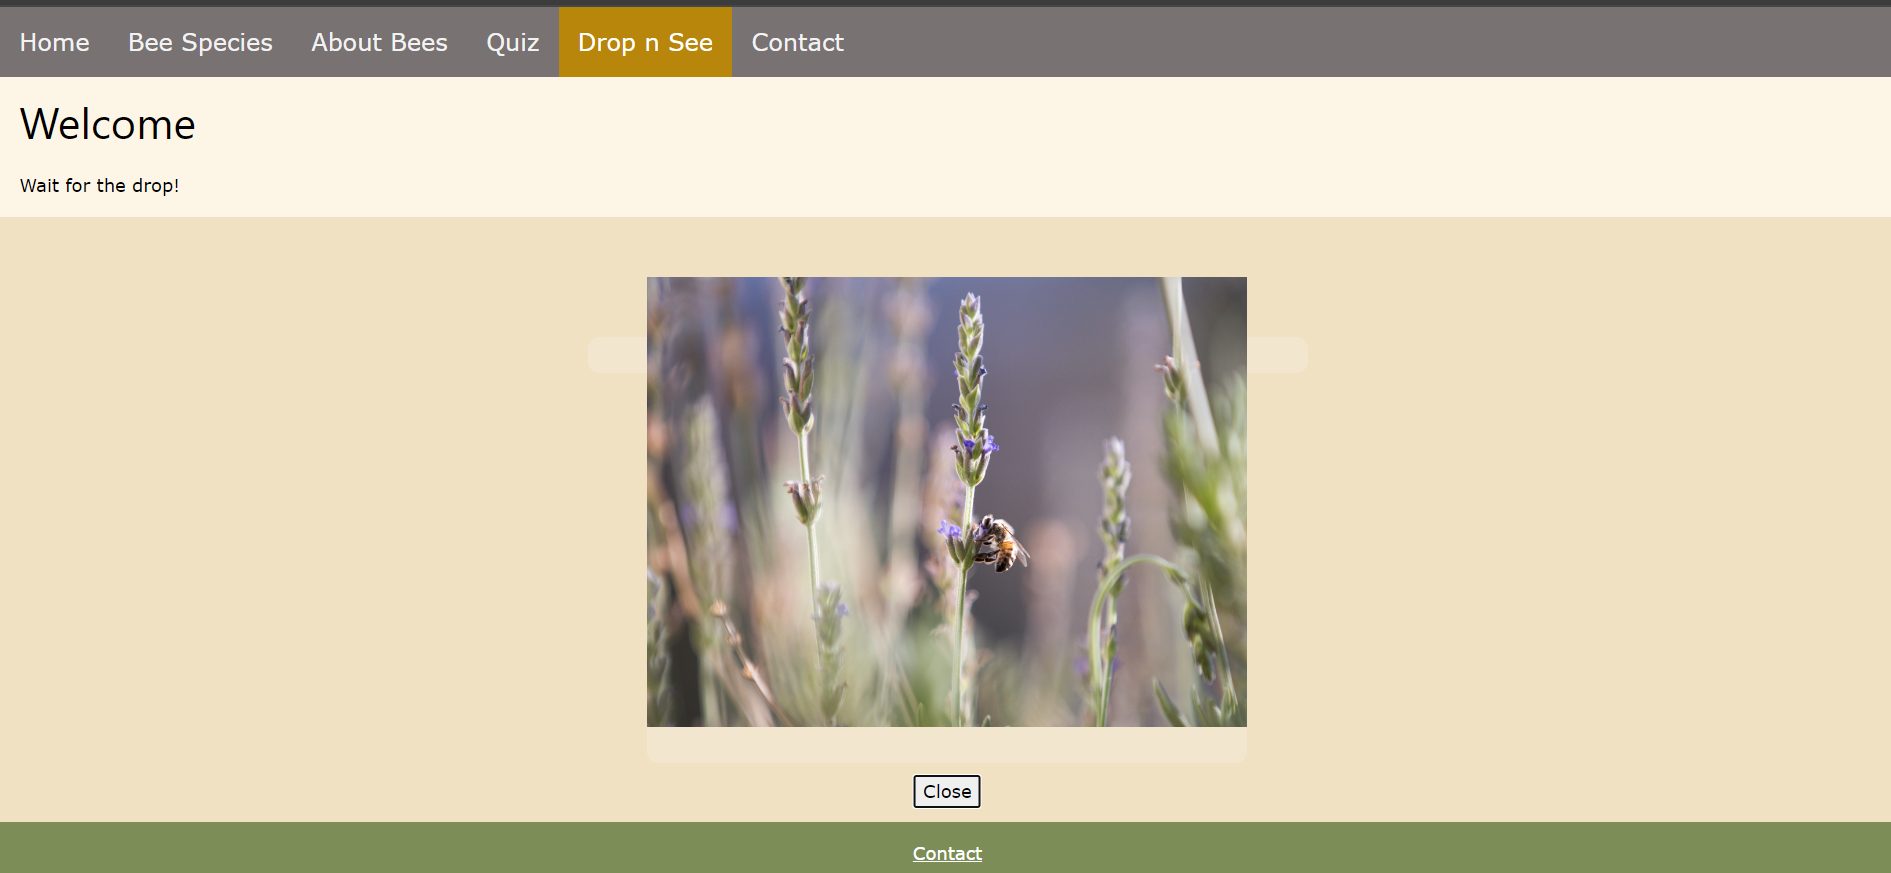 Home Bee Species About Bees Quiz Drop n See Contact
Welcome
Wait for the drop!
Close
Contact